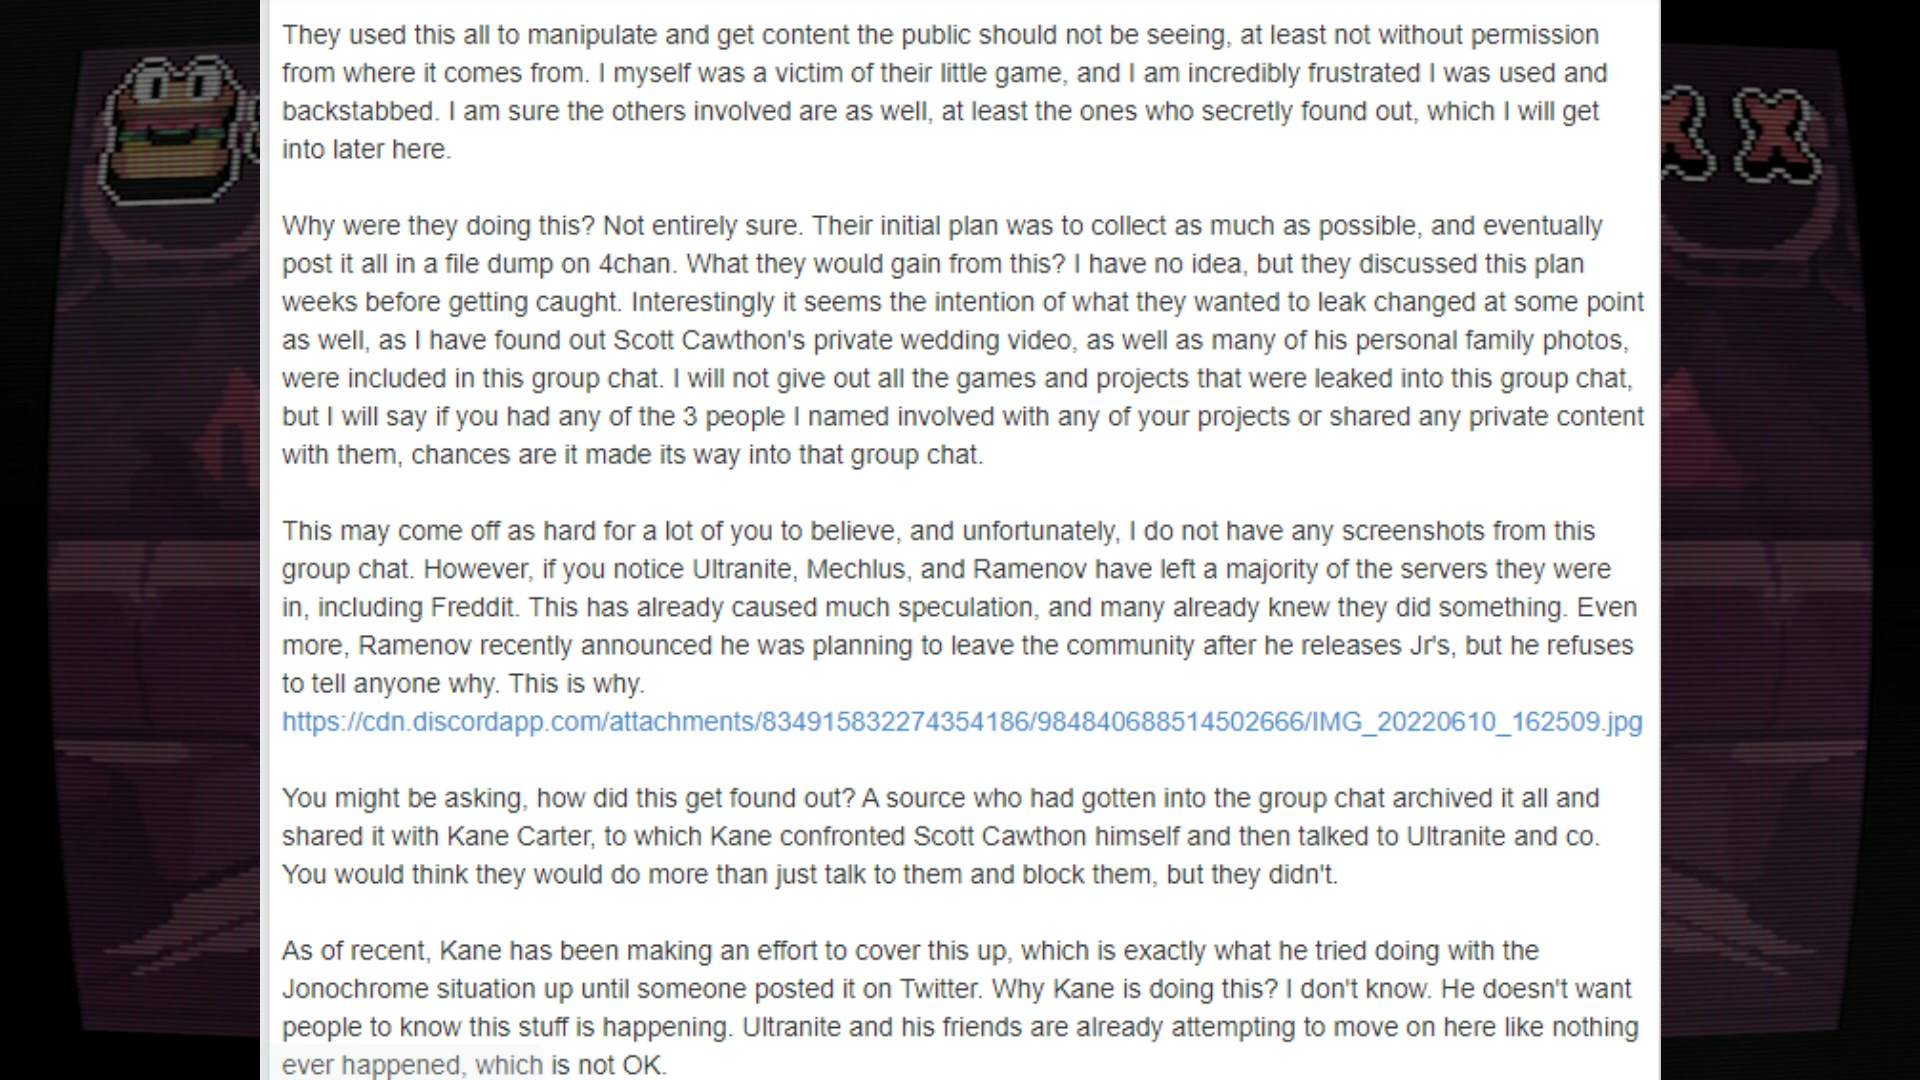 They used this all to manipulate and get content the public should not be seeing, at least not without permission
from where it comes from. I myself was a victim of their little game, and I am incredibly frustrated I was used and
backstabbed. I am sure the others involved are as well, at least the ones who secretly found out, which I will get
into later here.
Why were they doing this? Not entirely sure. Their initial plan was to collect as much as possible, and eventually
post it all in a file dump on 4chan. What they would gain from this? I have no idea, but they discussed this plan
weeks before getting caught. Interestingly it seems the intention of what they wanted to leak changed at some point
as well, as I have found out Scott Cawthon's private wedding video, as well as many of his personal family photos,
were included in this group chat. I will not give out all the games and projects that were leaked into this group chat,
but I will say if you had any of the 3 people I named involved with any of your projects or shared any private content
with them, chances are it made its way into that group chat.
This may come off as hard for a lot of you to believe, and unfortunately, I do not have any screenshots from this
group chat. However, if you notice Ultranite, Mechlus, and Ramenov have left a majority of the servers they were
in, including Freddit. This has already caused much speculation, and many already knew they did something. Even
more, Ramenov recently announced he was planning to leave the community after he releases Jr's, but he refuses
to tell anyone why. This is why.
https://cdn.discordapp.com/attachments/834915832274354186/984840688514502666/IMG_20220610_162509.jpg
You might be asking, how did this get found out? A source who had gotten into the group chat archived it all and
shared it with Kane Carter, to which Kane confronted Scott Cawthon himself and then talked to Ultranite and co.
You would think they would do more than just talk to them and block them, but they didn't.
As of recent, Kane has been making an effort to cover this up, which is exactly what he tried doing with the
Jonochrome situation up until someone posted it on Twitter. Why Kane is doing this? I don't know. He doesn't want
people to know this stuff is happening. Ultranite and his friends are already attempting to move on here like nothing
ever happened, which is not OK.